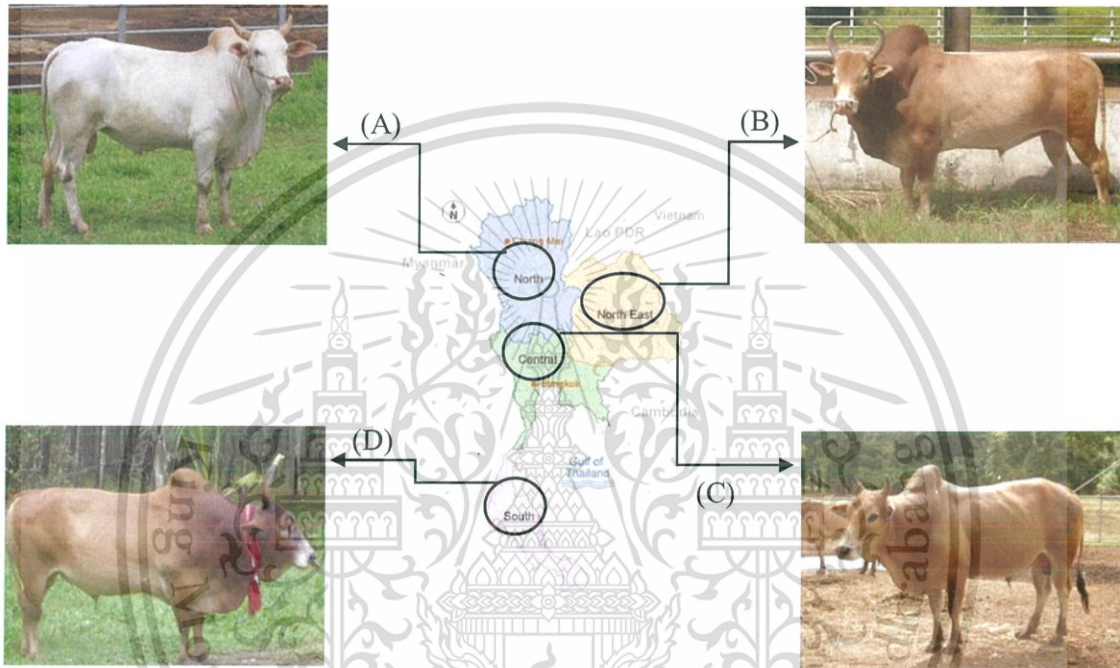 (A)
(B)
N
Vietnam
Lao PDR
Chiang Mai
Myanmar
North
North East
Central
Bangkok
Cambodia
(D)
Gulf of
Thailand
(C)
South